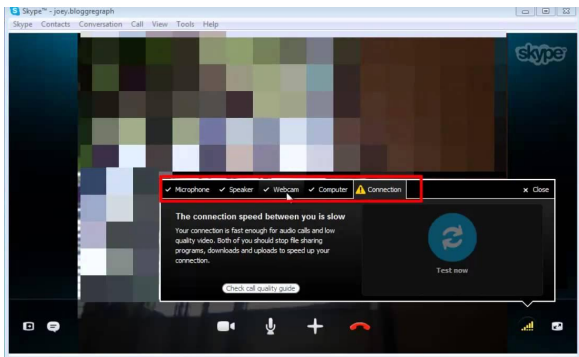 Skype™ - joey.bloggregraph
Skype Contacts Conversation Call View Tools Help
skype
Microphone Speaker Webcam Computer Connection Close
The connection speed between you is slow
Your connection is fast enough for audio calls and low
quality video. Both of you should stop file sharing
programs, downloads and uploads to speed up your
connection.
Test now
Check call quality guide